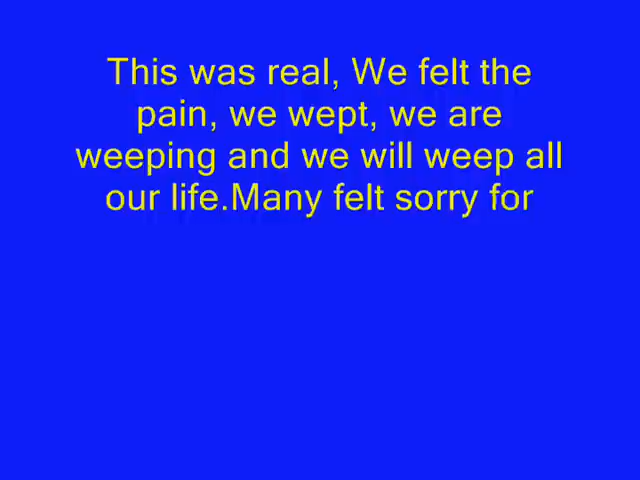 This was real, We felt the
pain, we wept, we are
weeping and we will weep all
our life.Many felt sorry for